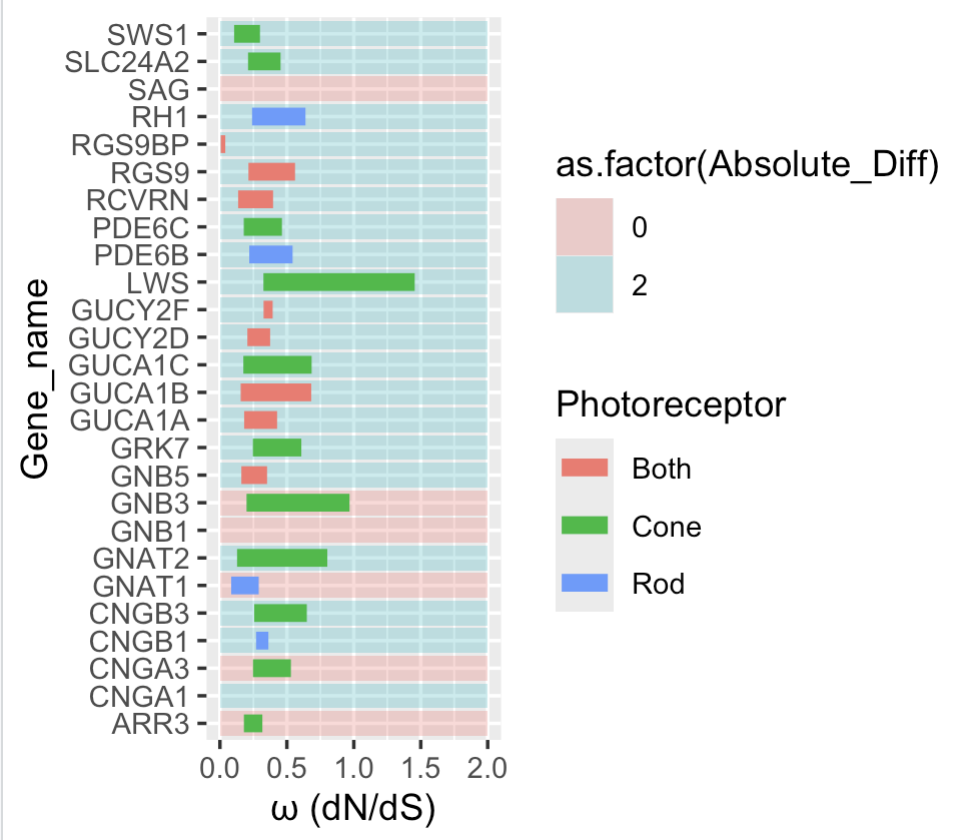 SWS1
SLC24A2
SAG
RH1
RGS9BP
RGS9
RCVRN
PDE6C
PDE6B
LWS
GUCY2F
GUCY2D
GUCA1C
GUCA1B
GUCA1A
GRK7
GNB5
GNB3
GNB1
GNAT2
GNAT1
CNGB3
CNGB1
CNGA3
CNGA1
ARR3
Gene_name
0.0 0.5 1.0 1.5 2.0
ω (dN/dS)
as.factor(Absolute_Diff)
0
2
Photoreceptor
Both
Cone
Rod